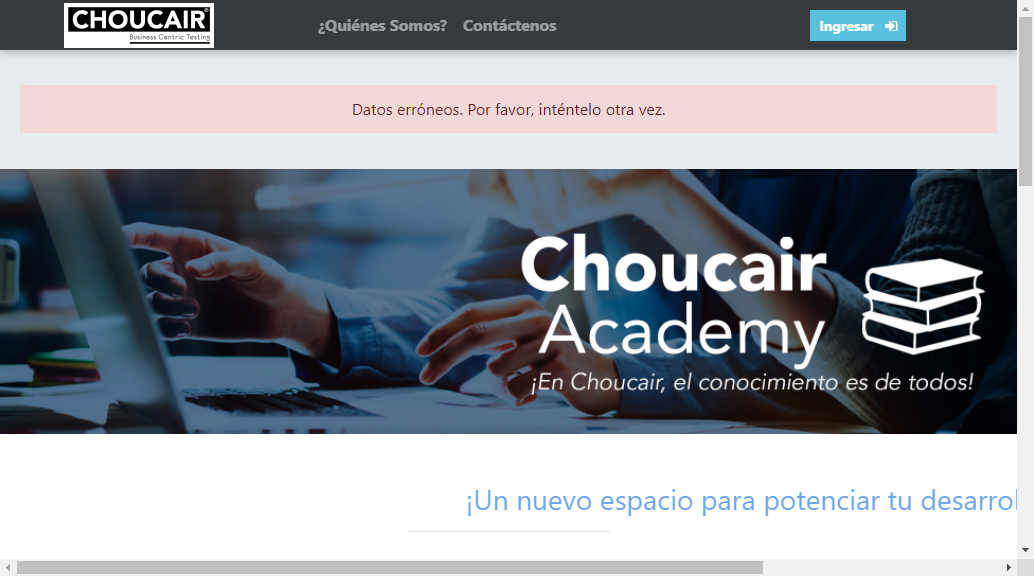 CHOUCAIR®
Business Centric Testing
¿Quiénes Somos? Contáctenos
Ingresar
Datos erróneos. Por favor, inténtelo otra vez.
Choucair
Academy
¡En Choucair, el conocimiento es de todos!
¡Un nuevo espacio para potenciar tu desarrol